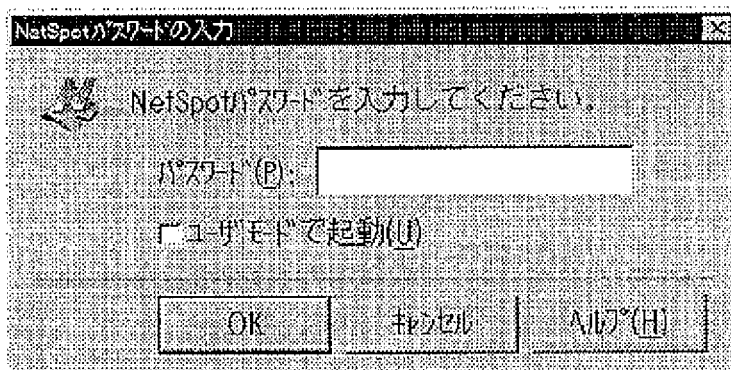 NetSpotﾊﾟｽﾜｰﾄﾞの入力
NetSpotﾊﾟｽﾜｰﾄﾞを入力してください。
ﾊﾟｽﾜｰﾄﾞ(P):
ﾕｰｻﾞﾓｰﾄﾞで起動(U)
OK ｷｬﾝｾﾙ ﾍﾙﾌﾟ(H)